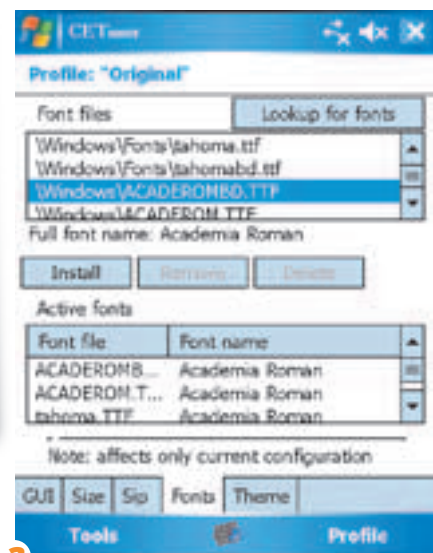 CETuner
Profile: "Original"
Font files
Lookup for fonts
\Windows\Fonts\tahoma.ttf
\Windows\Fonts\tahomabd.ttf
\Windows\ACADEROMBD.TTF
\Windows\ACADEROM.TTF
Full font name: Academia Roman
Install Remove Delete
Active fonts
Font file Font name
ACADEROMB... Academia Roman
ACADEROM.T... Academia Roman
tahoma.TTF Academia Roman
Note: affects only current configuration
GUI Size Sip Fonts Theme
Tools Profile